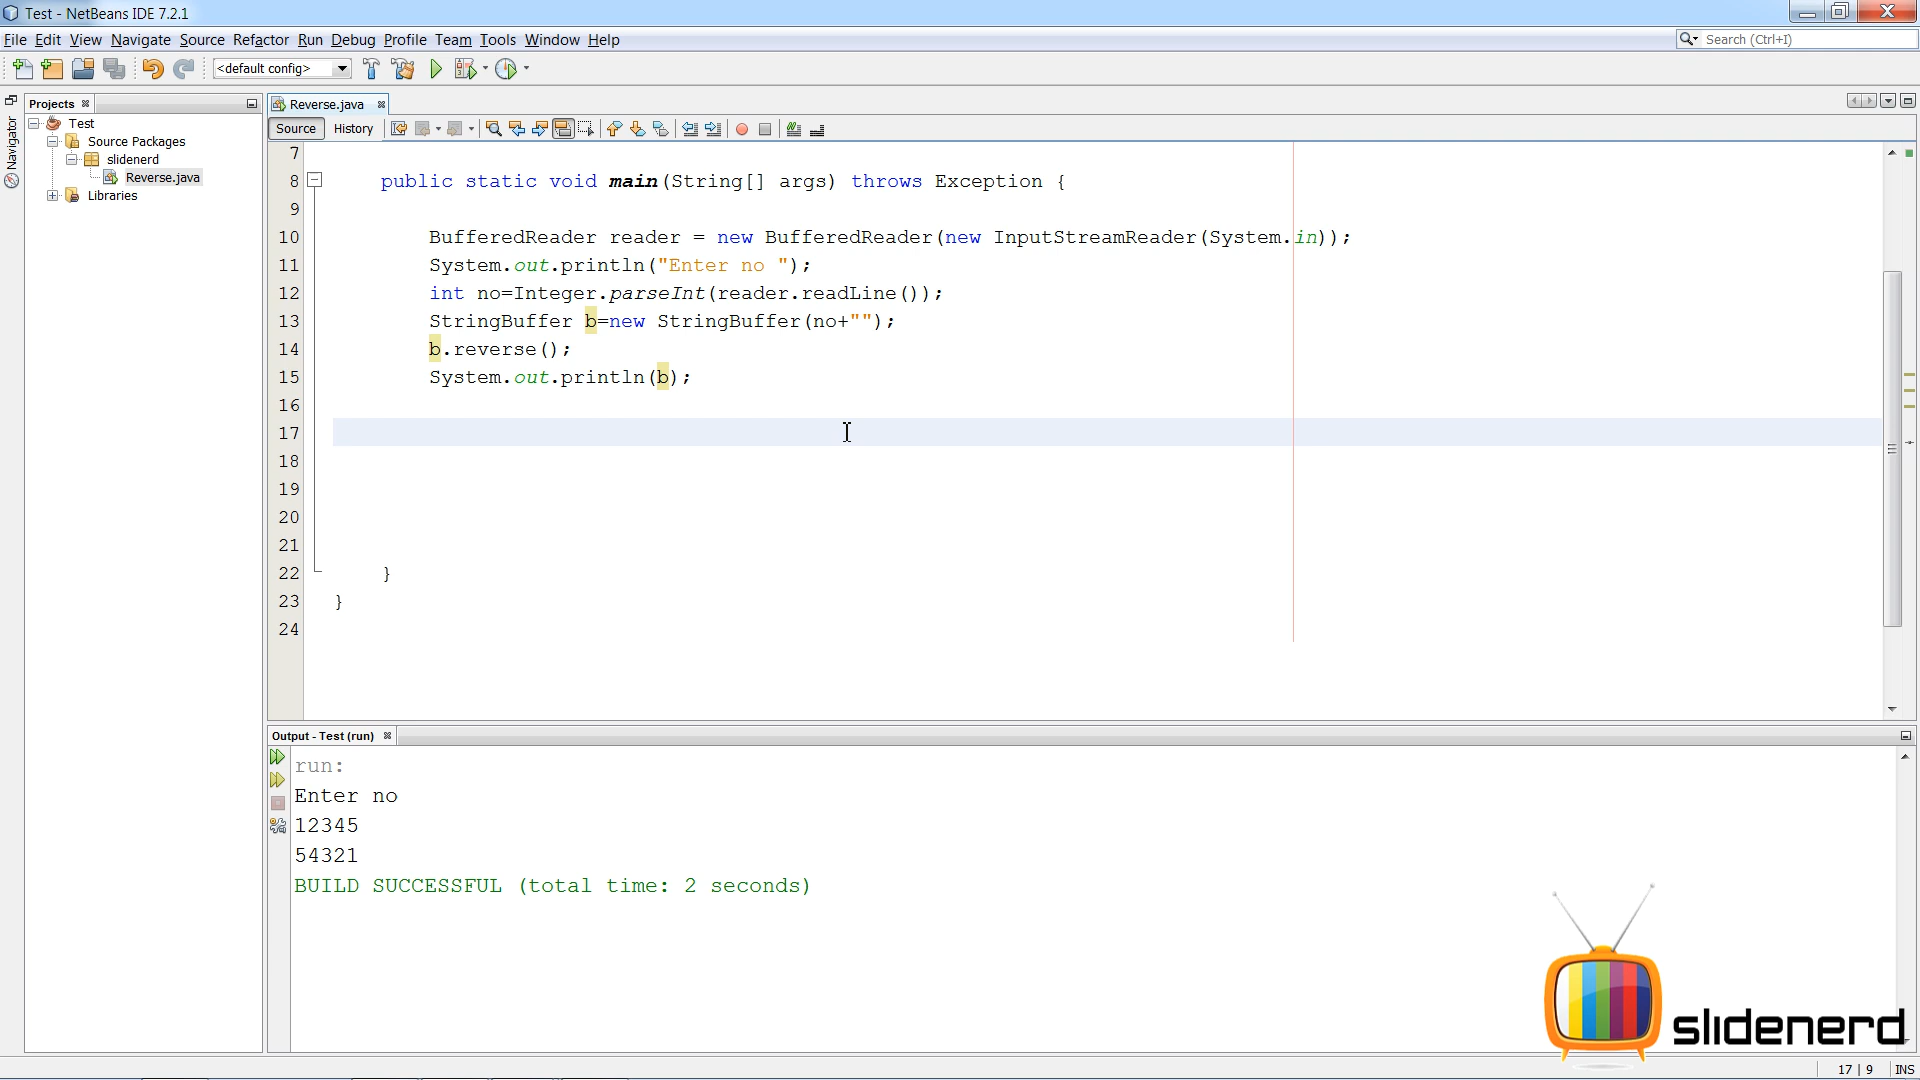 Test - NetBeans IDE 7.2.1
File Edit View Navigate Source Refactor Run Debug Profile Team Tools Window Help
Search (Ctrl+I)
<default config>
Navigator
Projects
Test
Source Packages
slidenerd
Reverse.java
Libraries
Reverse.java
Source History
7
8 public static void main(String[] args) throws Exception {
9
10 BufferedReader reader = new BufferedReader(new InputStreamReader(System.in));
11 System.out.println("Enter no ");
12 int no=Integer.parseInt(reader.readLine());
13 StringBuffer b=new StringBuffer(no+"");
14 b.reverse();
15 System.out.println(b);
16
17
18
19
20
21
22 }
23 }
24
Output - Test (run)
run:
Enter no
12345
54321
BUILD SUCCESSFUL (total time: 2 seconds)
slidenerd
17 | 9 INS